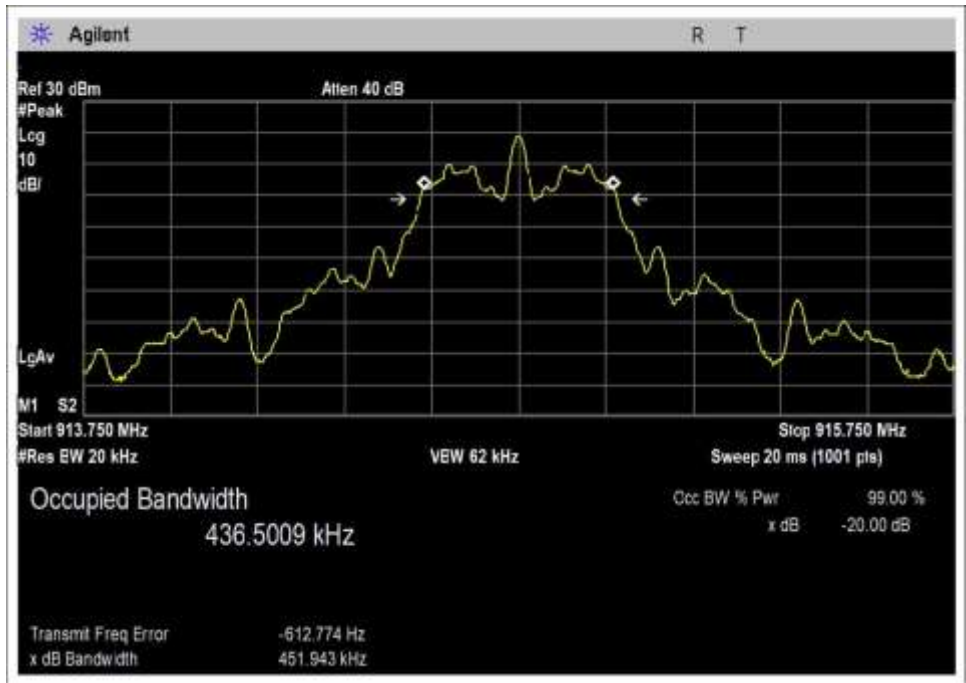 Agilent
R T
Ref 30 dBm Atten 40 dB
#Peak
Log
10
dB/
LgAv
M1 S2
Start 913.750 MHz Stop 915.750 MHz
#Res BW 20 kHz VBW 62 kHz Sweep 20 ms (1001 pts)
Occupied Bandwidth
436.5009 kHz
Occ BW % Pwr 99.00 %
x dB -20.00 dB
Transmit Freq Error -612.774 Hz
x dB Bandwidth 451.943 kHz